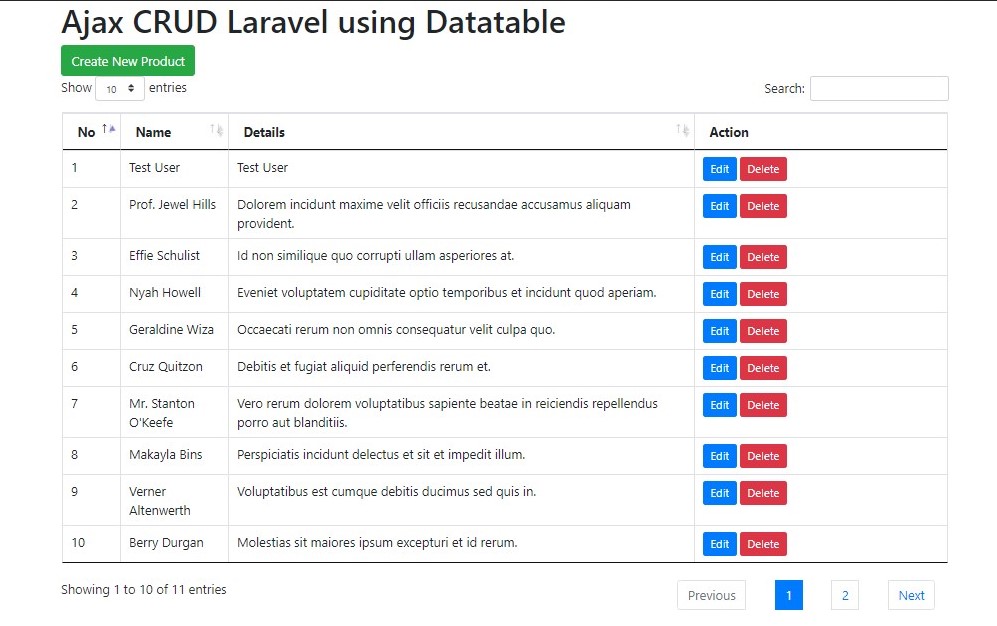 Ajax CRUD Laravel using Datatable
Create New Product
Show 10 entries Search:
No Name Details Action
1 Test User Test User Edit Delete
2 Prof. Jewel Hills Dolorem incidunt maxime velit officiis recusandae accusamus aliquam Edit Delete
provident.
3 Effie Schulist Id non similique quo corrupti ullam asperiores at. Edit Delete
4 Nyah Howell Eveniet voluptatem cupiditate optio temporibus et incidunt quod aperiam. Edit Delete
5 Geraldine Wiza Occaecati rerum non omnis consequatur velit culpa quo. Edit Delete
6 Cruz Quitzon Debitis et fugiat aliquid perferendis rerum et. Edit Delete
7 Mr. Stanton Vero rerum dolorem voluptatibus sapiente beatae in reiciendis repellendus Edit Delete
O'Keefe porro aut blanditiis.
8 Makayla Bins Perspiciatis incidunt delectus et sit et impedit illum. Edit Delete
9 Verner Voluptatibus est cumque debitis ducimus sed quis in. Edit Delete
Altenwerth
10 Berry Durgan Molestias sit maiores ipsum excepturi et id rerum. Edit Delete
Showing 1 to 10 of 11 entries Previous 1 2 Next